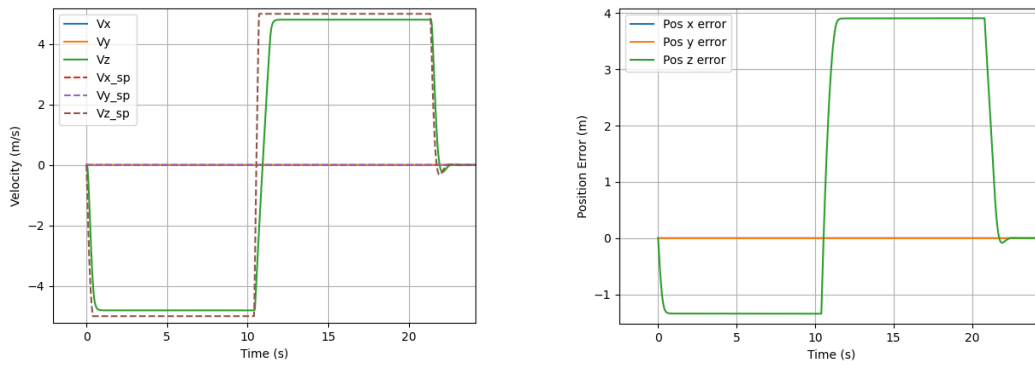 Vx
Vy
Vz
Vx_sp
Vy_sp
Vz_sp
4
2
0
−2
−4
Velocity (m/s)
0
5
10
15
20
Time (s)
Pos x error
Pos y error
Pos z error
4
3
2
1
0
−1
Position Error (m)
0
5
10
15
20
Time (s)